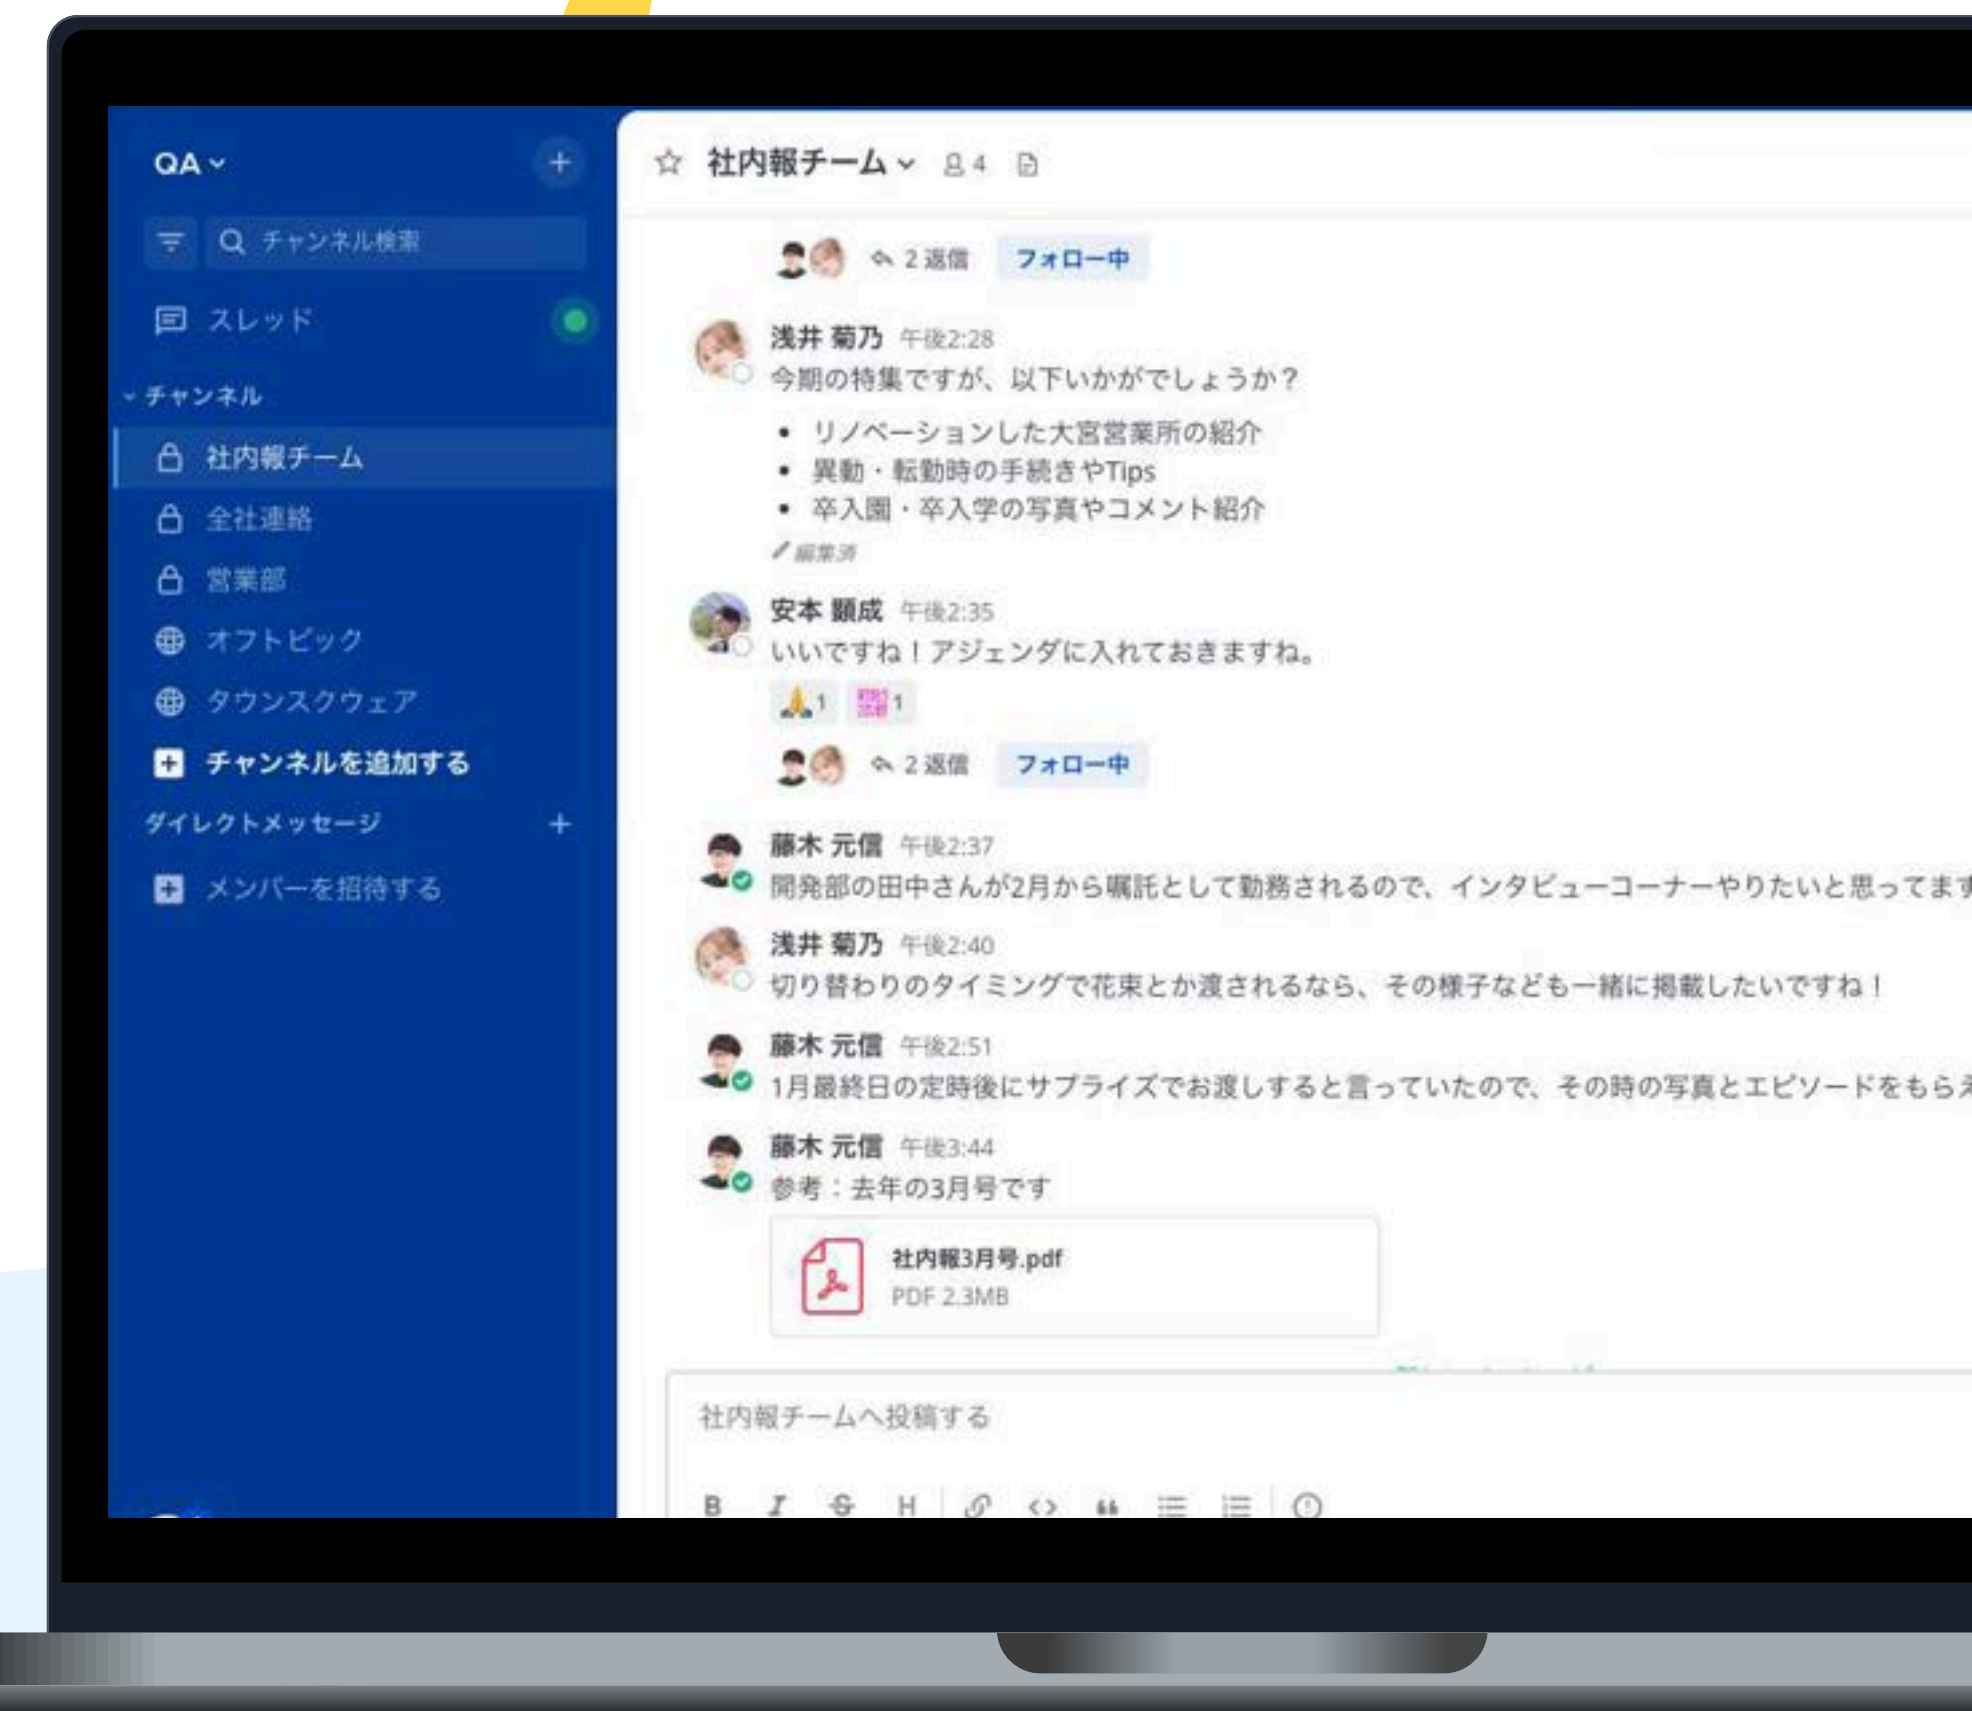 QA
チャンネル検索
スレッド
チャンネル
社内報チーム
全社連絡
営業部
オフトピック
タウンスクウェア
チャンネルを追加する
ダイレクトメッセージ
メンバーを招待する
社内報チーム 4
2 返信 フォロー中
浅井 菊乃 午後2:28
今期の特集ですが、以下いかがでしょうか？
• リノベーションした大宮営業所の紹介
• 異動・転勤時の手続きやTips
• 卒入園・卒入学の写真やコメント紹介
編集済
安本 顕成 午後2:35
いいですね！アジェンダに入れておきますね。
1 1
2 返信 フォロー中
藤木 元信 午後2:37
開発部の田中さんが2月から嘱託として勤務されるので、インタビューコーナーやりたいと思ってます
浅井 菊乃 午後2:40
切り替わりのタイミングで花束とか渡されるなら、その様子なども一緒に掲載したいですね！
藤木 元信 午後2:51
1月最終日の定時後にサプライズでお渡しすると言っていたので、その時の写真とエピソードをもらえ
藤木 元信 午後3:44
参考：去年の3月号です
社内報3月号.pdf
PDF 2.3MB
社内報チームへ投稿する
B I S H